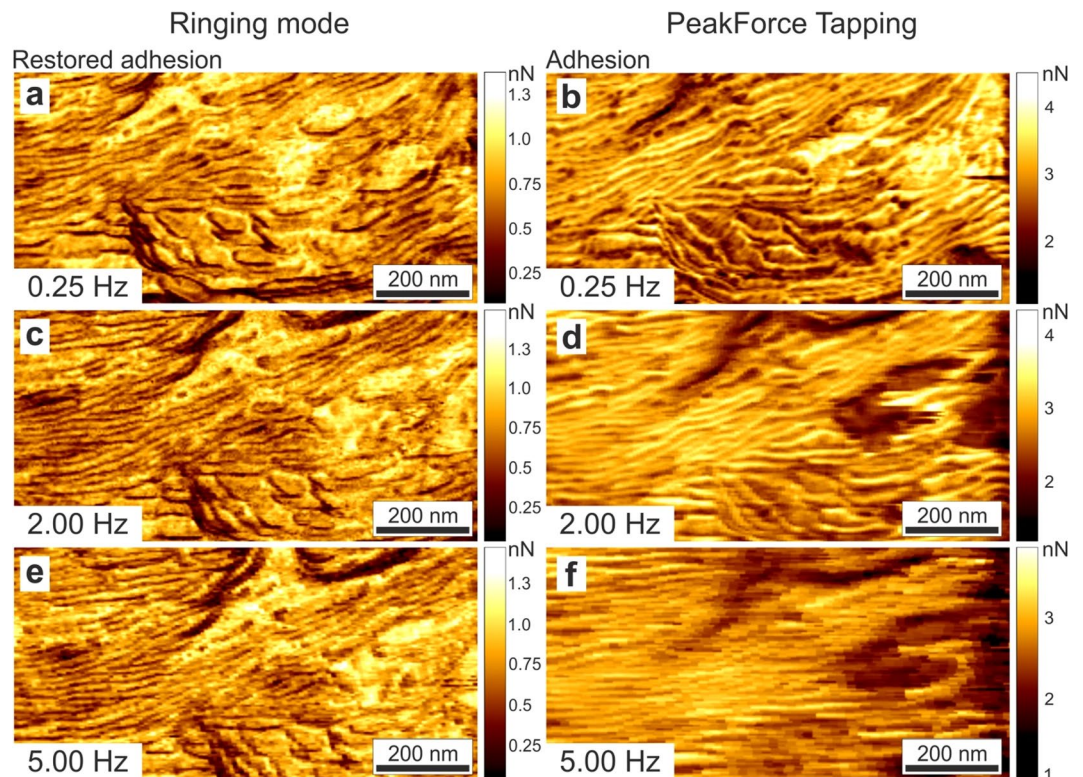 Ringing mode
PeakForce Tapping
Restored adhesion
Adhesion
a
nN
1.3
1.0
0.75
0.5
0.25
0.25 Hz
200 nm
b
nN
4
3
2
0.25 Hz
200 nm
c
nN
1.3
1.0
0.75
0.5
0.25
2.00 Hz
200 nm
d
nN
4
3
2
2.00 Hz
200 nm
e
nN
1.3
1.0
0.75
0.5
0.25
5.00 Hz
200 nm
f
nN
3
2
1
5.00 Hz
200 nm